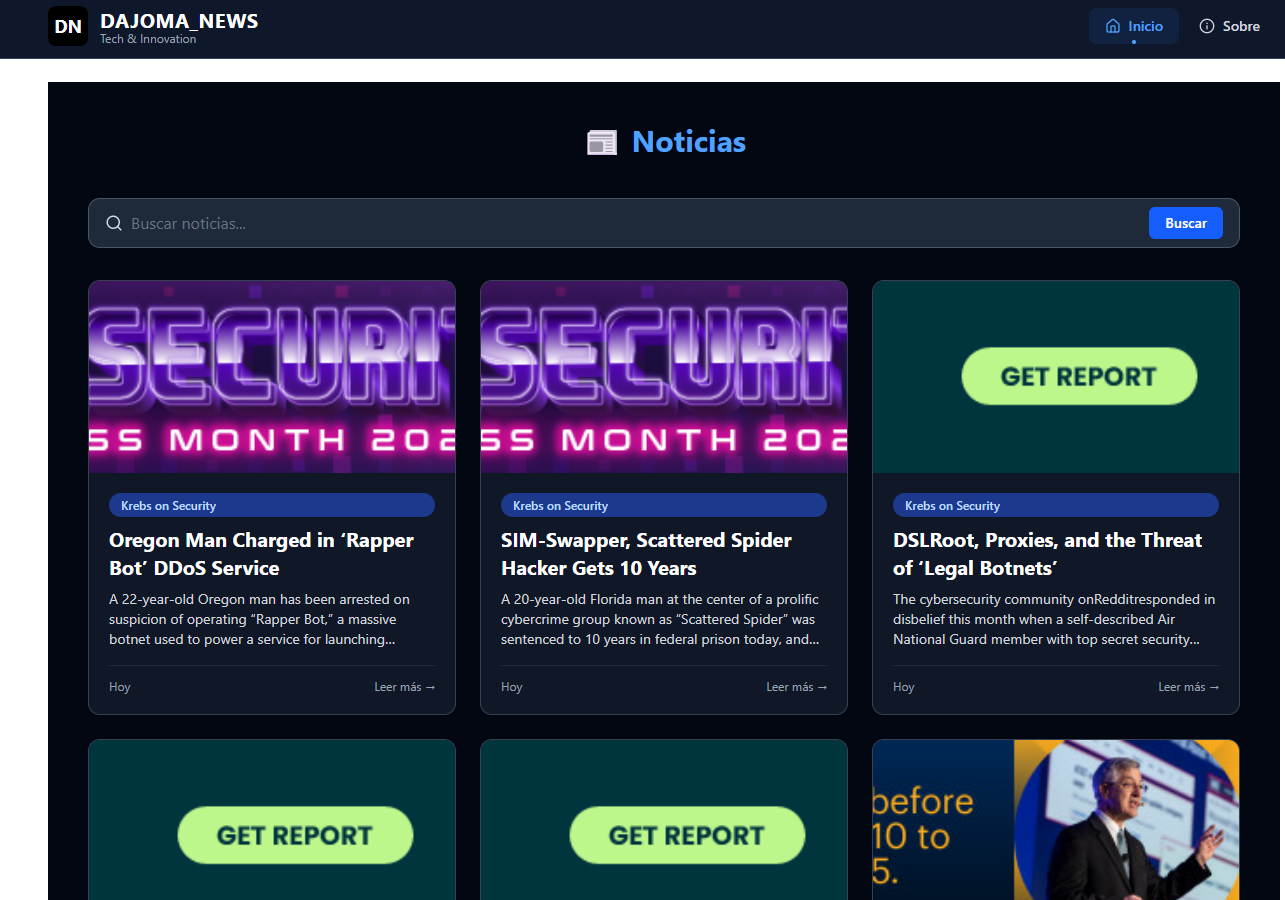 DN
DAJOMA_NEWS
Tech & Innovation
Inicio
Sobre
Noticias
Buscar noticias...
Buscar
SECURIT
SS MONTH 202
SECURIT
SS MONTH 202
GET REPORT
Krebs on Security
Oregon Man Charged in ‘Rapper
Bot’ DDoS Service
A 22-year-old Oregon man has been arrested on
suspicion of operating “Rapper Bot,” a massive
botnet used to power a service for launching...
Hoy
Leer más →
Krebs on Security
SIM-Swapper, Scattered Spider
Hacker Gets 10 Years
A 20-year-old Florida man at the center of a prolific
cybercrime group known as “Scattered Spider” was
sentenced to 10 years in federal prison today, and...
Hoy
Leer más →
Krebs on Security
DSLRoot, Proxies, and the Threat
of ‘Legal Botnets’
The cybersecurity community onRedditresponded in
disbelief this month when a self-described Air
National Guard member with top secret security...
Hoy
Leer más →
GET REPORT
GET REPORT
before
10 to
5.